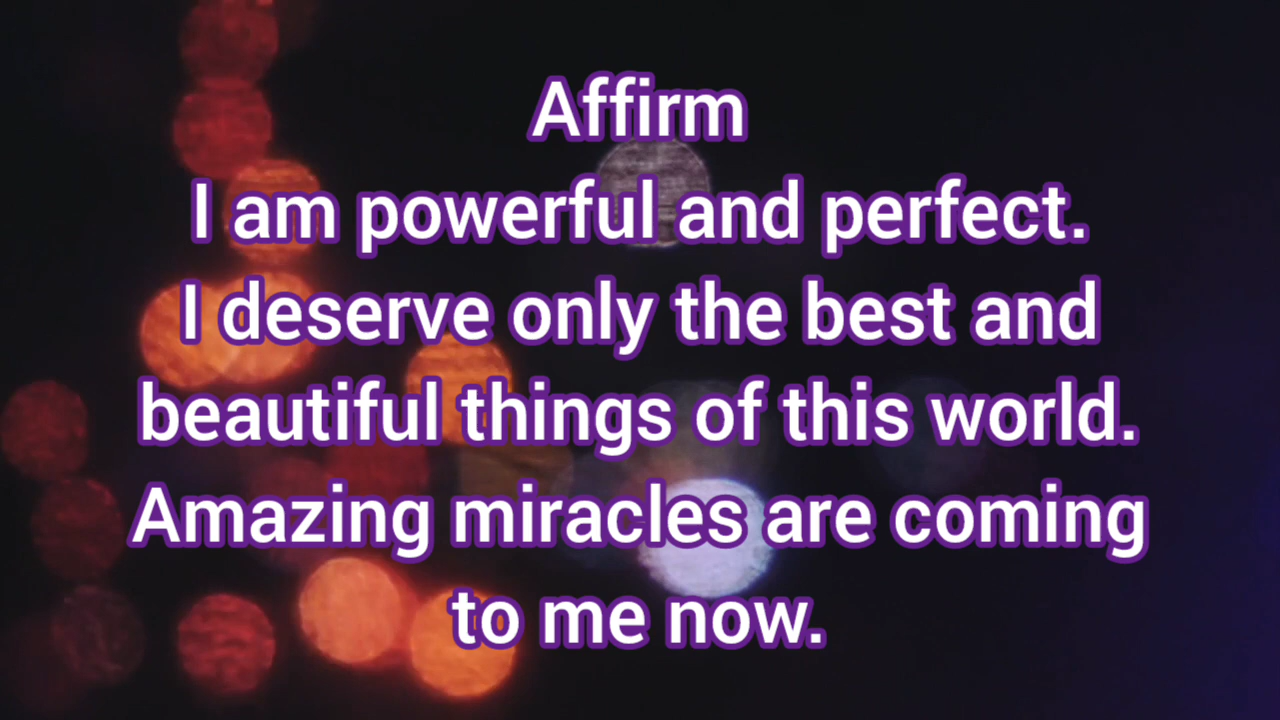 Affirm
I am powerful and perfect.
I deserve only the best and
beautiful things of this world.
Amazing miracles are coming
to me now.